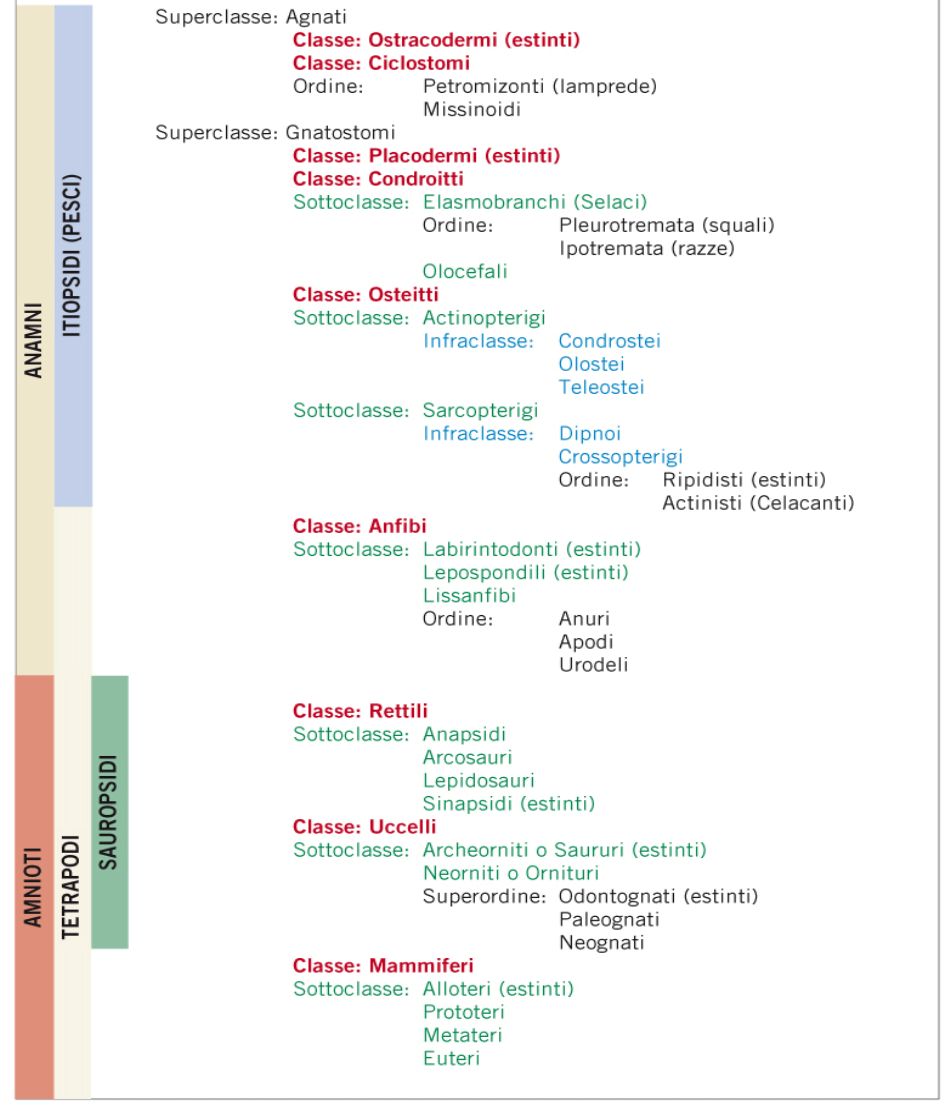 Superclasse: Agnati
Classe: Ostracodermi (estinti)
Classe: Ciclostomi
Ordine: Petromizonti (lamprede)
Missinoidi
Superclasse: Gnatostomi
Classe: Placodermi (estinti)
Classe: Condroitti
Sottoclasse: Elasmobranchi (Selaci)
Ordine: Pleurotremata (squali)
Ipotremata (razze)
Olocefali
Classe: Osteitti
Sottoclasse: Actinopterigi
Infraclasse: Condrostei
Olostei
Teleostei
Sottoclasse: Sarcopterigi
Infraclasse: Dipnoi
Crossopterigi
Ordine: Ripidisti (estinti)
Actinisti (Celacanti)
Classe: Anfibi
Sottoclasse: Labirintodonti (estinti)
Lepospondili (estinti)
Lissanfibi
Ordine: Anuri
Apodi
Urodeli
Classe: Rettili
Sottoclasse: Anapsidi
Arcosauri
Lepidosauri
Sinapsidi (estinti)
Classe: Uccelli
Sottoclasse: Archeorniti o Saururi (estinti)
Neorniti o Ornituri
Superordine: Odontognati (estinti)
Paleognati
Neognati
Classe: Mammiferi
Sottoclasse: Alloteri (estinti)
Prototeri
Metateri
Euteri
ANAMNI
ITIOPSIDI (PESCI)
AMNIOTI
TETRAPODI
SAUROPSIDI